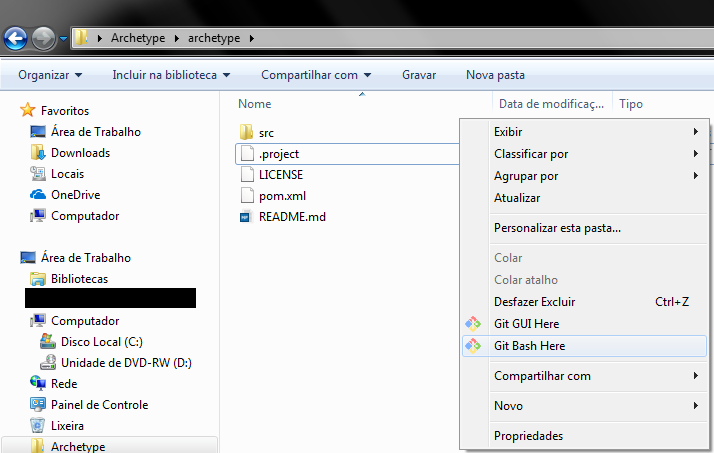 Archetype archetype
Organizar Incluir na biblioteca Compartilhar com Gravar Nova pasta
Favoritos
Área de Trabalho
Downloads
Locais
OneDrive
Computador
Área de Trabalho
Bibliotecas
Computador
Disco Local (C:)
Unidade de DVD-RW (D:)
Rede
Painel de Controle
Lixeira
Archetype
Nome Data de modificaç... Tipo
src
.project
LICENSE
pom.xml
README.md
Exibir
Classificar por
Agrupar por
Atualizar
Personalizar esta pasta...
Colar
Colar atalho
Desfazer Excluir Ctrl+Z
Git GUI Here
Git Bash Here
Compartilhar com
Novo
Propriedades